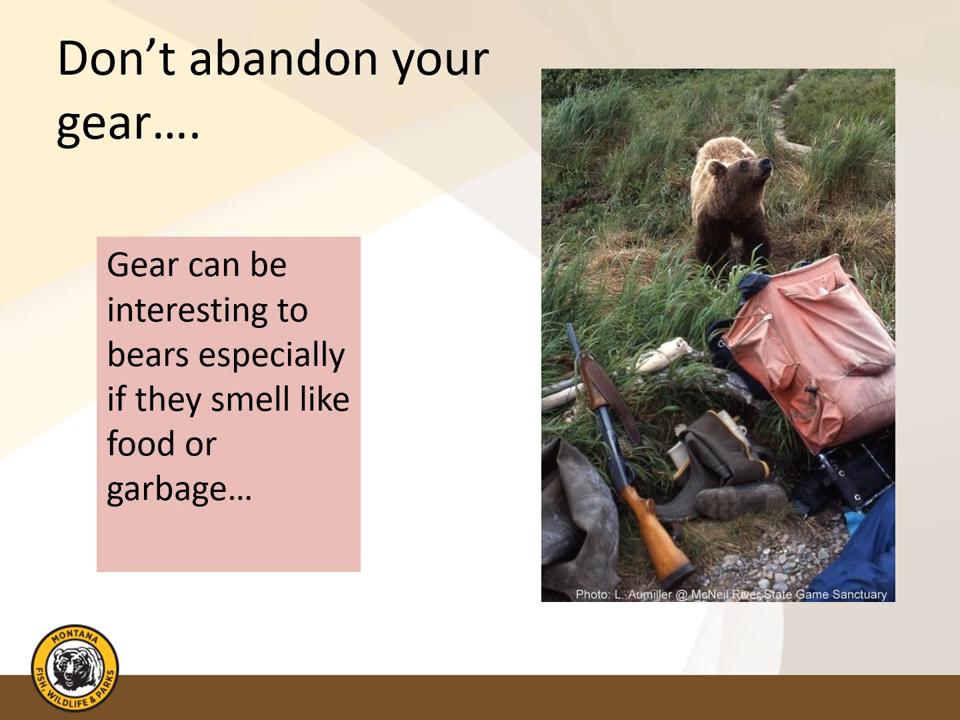 Don’t abandon your
gear….
Gear can be
interesting to
bears especially
if they smell like
food or
garbage…
Photo: L. Aumiller @ McNeil River State Game Sanctuary
MONTANA
FISH, WILDLIFE & PARKS